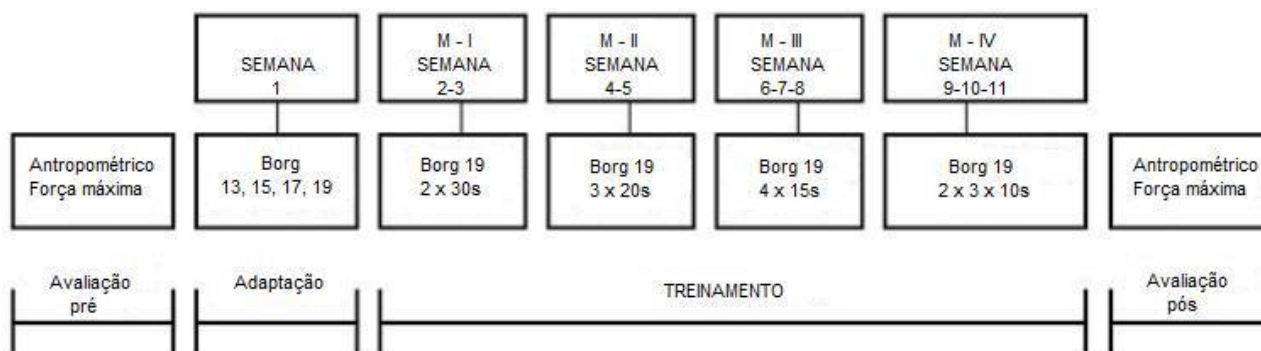 SEMANA
1
M - I
SEMANA
2-3
M - II
SEMANA
4-5
M - III
SEMANA
6-7-8
M - IV
SEMANA
9-10-11
Antropométrico
Força máxima
Borg
13, 15, 17, 19
Borg 19
2 x 30s
Borg 19
3 x 20s
Borg 19
4 x 15s
Borg 19
2 x 3 x 10s
Antropométrico
Força máxima
Avaliação
pré
Adaptação
TREINAMENTO
Avaliação
pós